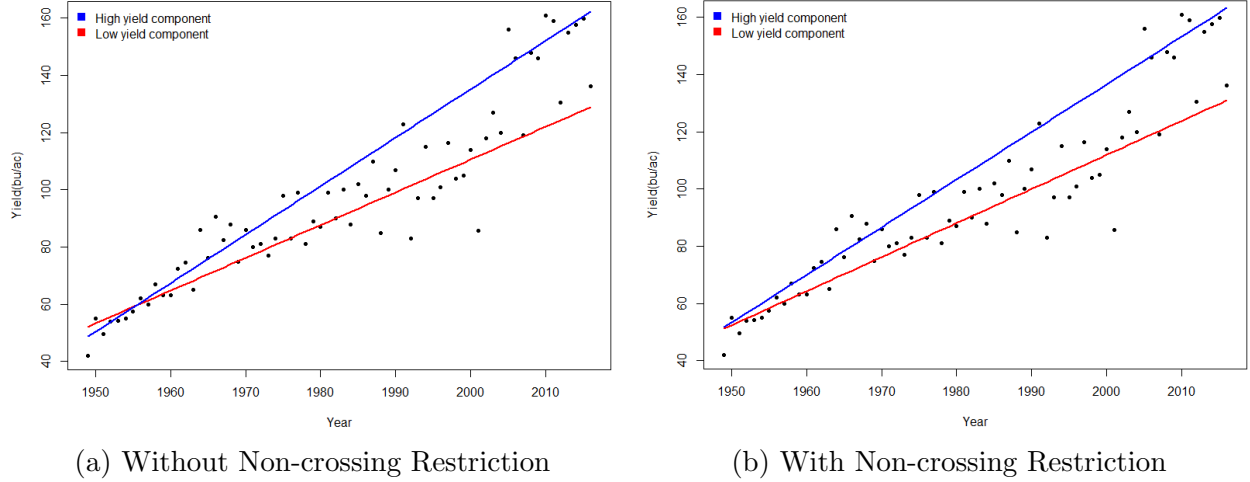 High yield component
Low yield component
Yield(bu/ac)
160
140
120
100
80
60
40
1950 1960 1970 1980 1990 2000 2010
Year
(a) Without Non-crossing Restriction
High yield component
Low yield component
Yield(bu/ac)
160
140
120
100
80
60
40
1950 1960 1970 1980 1990 2000 2010
Year
(b) With Non-crossing Restriction